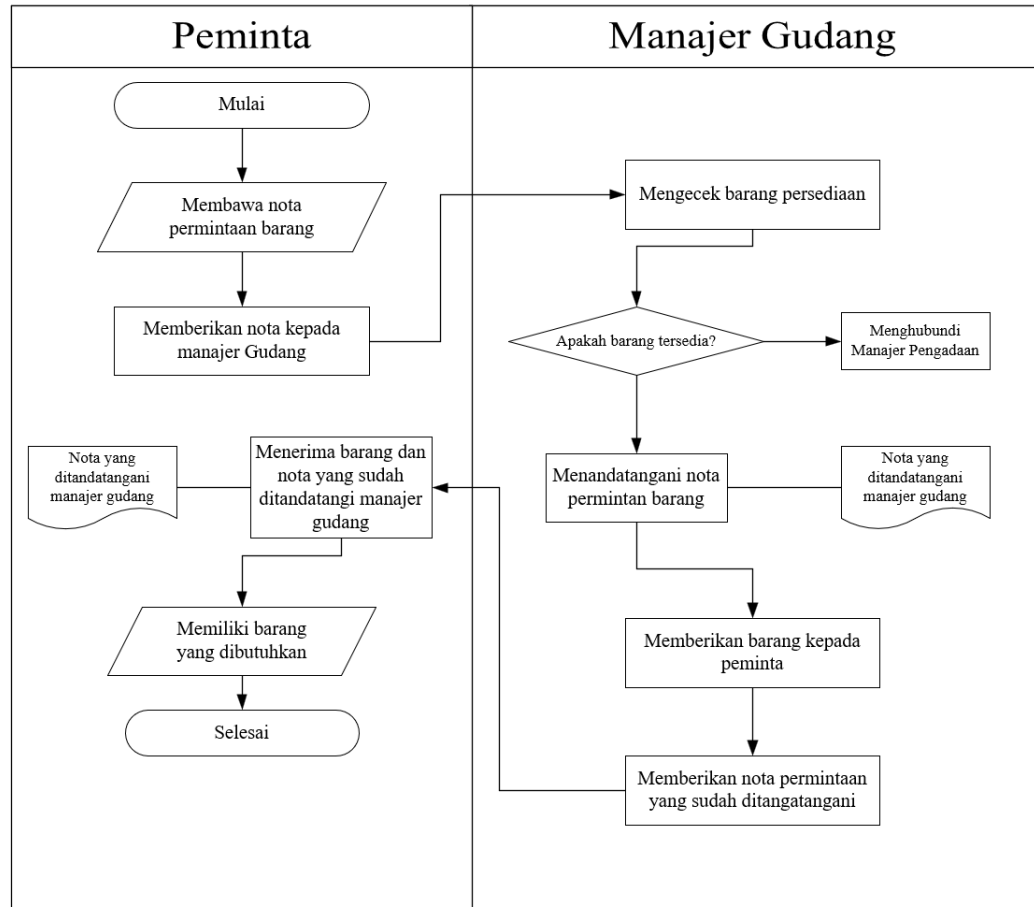 Peminta
Manajer Gudang
Mulai
Membawa nota
permintaan barang
Memberikan nota kepada
manajer Gudang
Mengecek barang persediaan
Apakah barang tersedia?
Menghubundi
Manajer Pengadaan
Nota yang
ditandatangani
manajer gudang
Menerima barang dan
nota yang sudah
ditandatangi manajer
gudang
Menandatangani nota
permintan barang
Nota yang
ditandatangani
manajer gudang
Memiliki barang
yang dibutuhkan
Memberikan barang kepada
peminta
Selesai
Memberikan nota permintaan
yang sudah ditangatangani